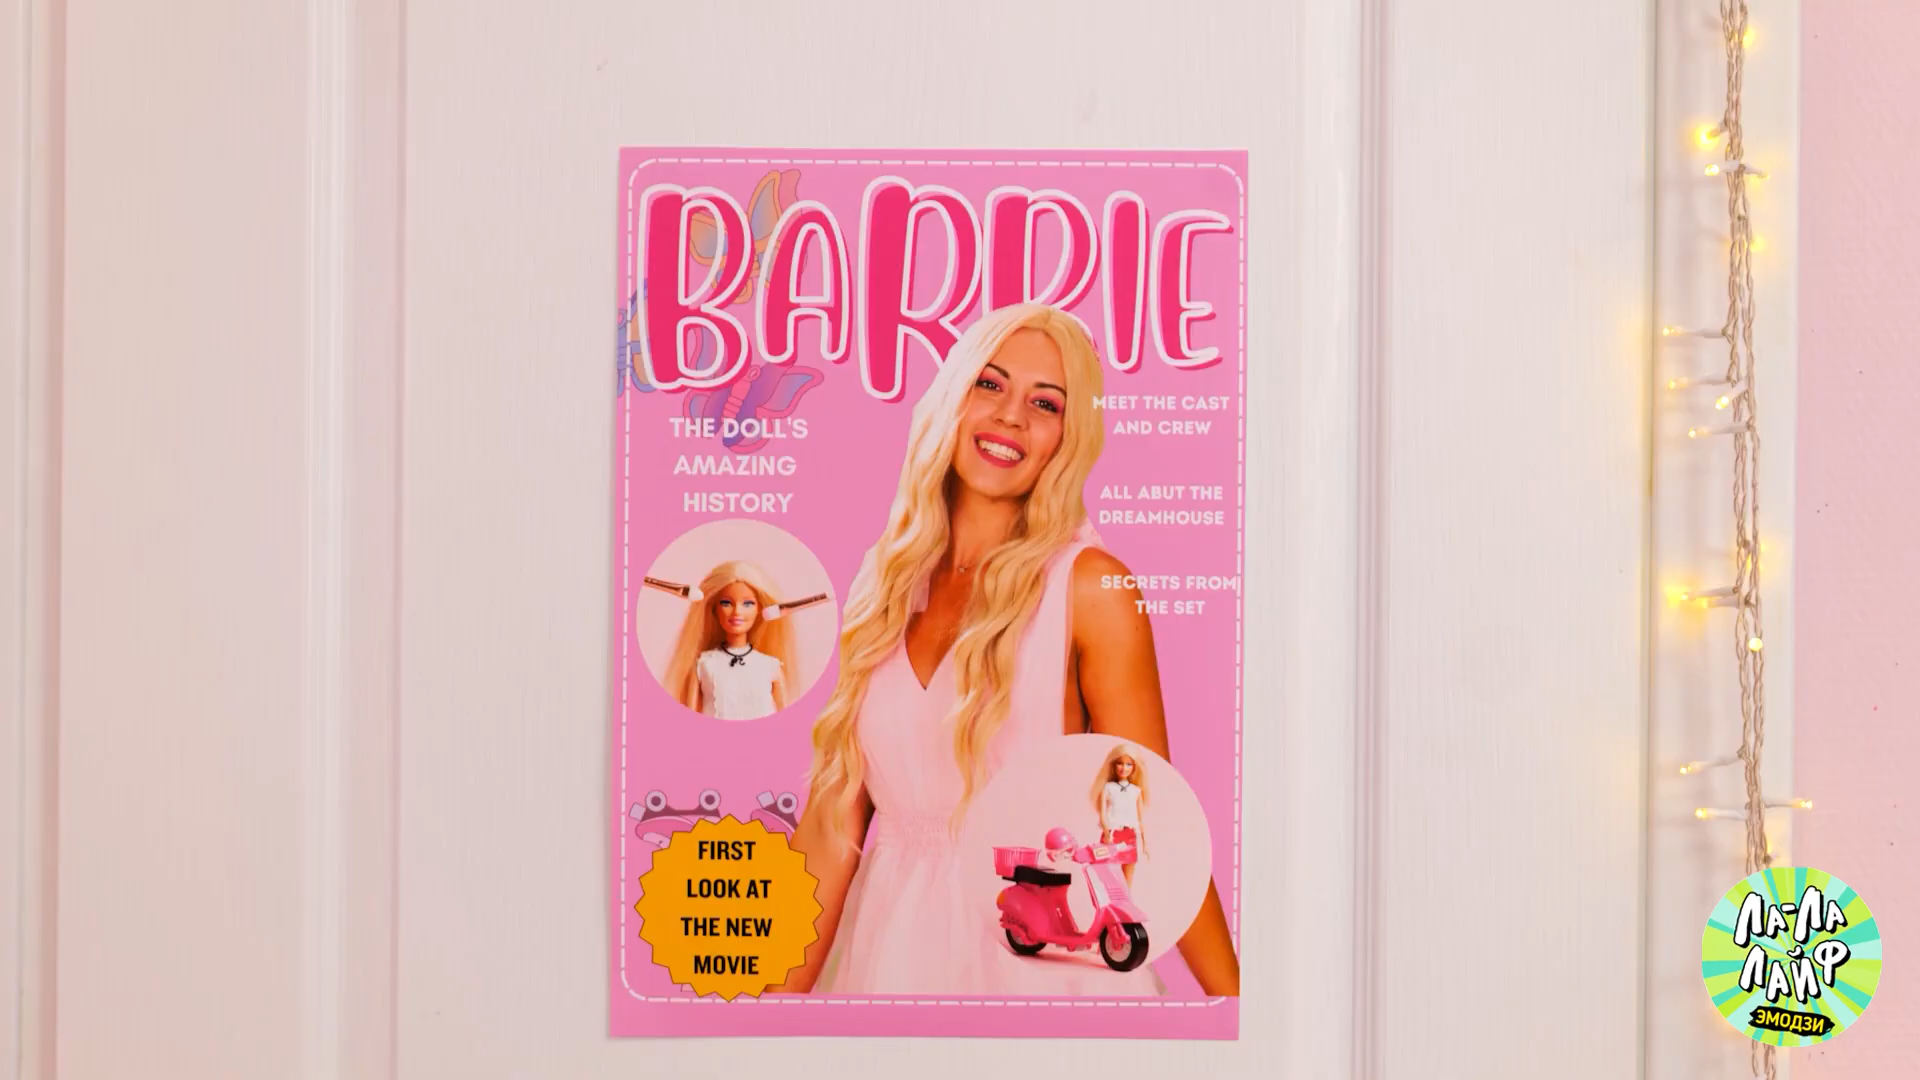 BARBIE
THE DOLL'S
AMAZING
HISTORY
MEET THE CAST
AND CREW
ALL ABUT THE
DREAMHOUSE
SECRETS FROM
THE SET
FIRST
LOOK AT
THE NEW
MOVIE
ЛА-ЛА
ЛАЙФ
ЭМОДЗИ